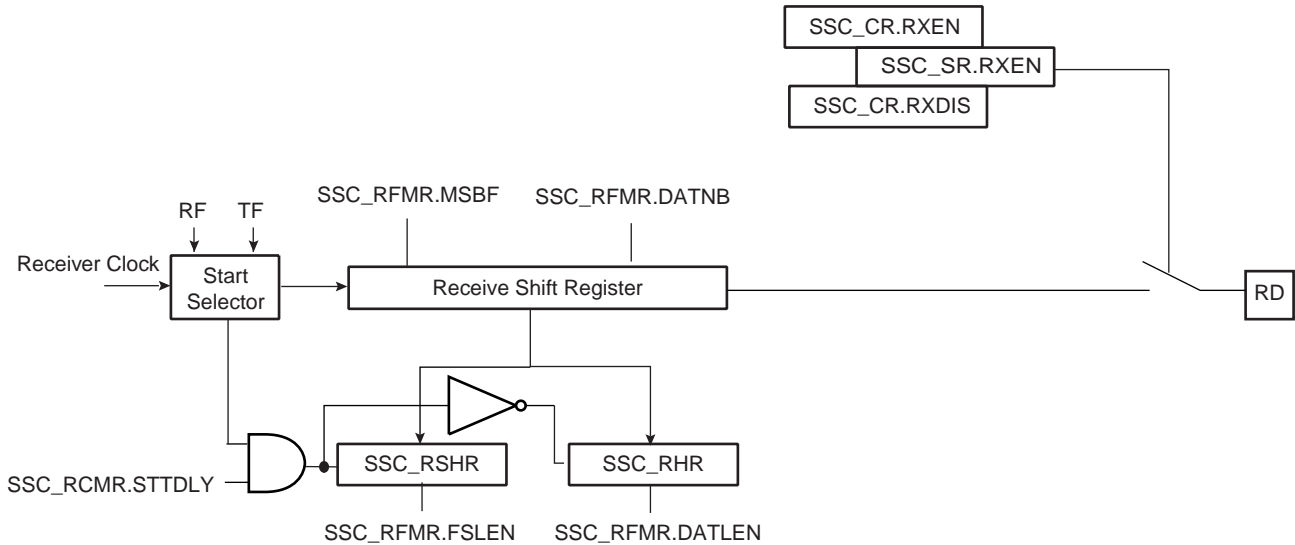 SSC_CR.RXEN
SSC_SR.RXEN
SSC_CR.RXDIS
SSC_RFMR.MSBF
SSC_RFMR.DATNB
RF
TF
Receiver Clock
Start
Selector
Receive Shift Register
RD
SSC_RSHR
SSC_RHR
SSC_RCMR.STTDLY
SSC_RFMR.FSLEN
SSC_RFMR.DATLEN